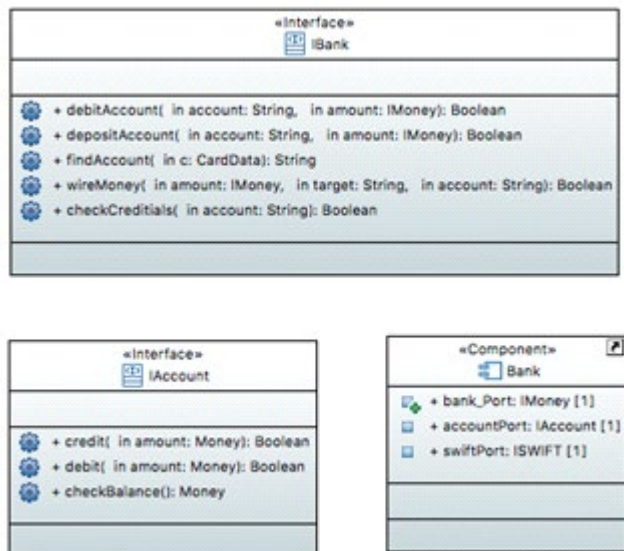 «Interface»
IBank
+ debitAccount( in account: String, in amount: IMoney): Boolean
+ depositAccount( in account: String, in amount: IMoney): Boolean
+ findAccount( in c: CardData): String
+ wireMoney( in amount: IMoney, in target: String, in account: String): Boolean
+ checkCreditials( in account: String): Boolean
«Interface»
IAccount
+ credit( in amount: Money): Boolean
+ debit( in amount: Money): Boolean
+ checkBalance(): Money
«Component»
Bank
+ bank_Port: IMoney [1]
+ accountPort: IAccount [1]
+ swiftPort: ISWIFT [1]